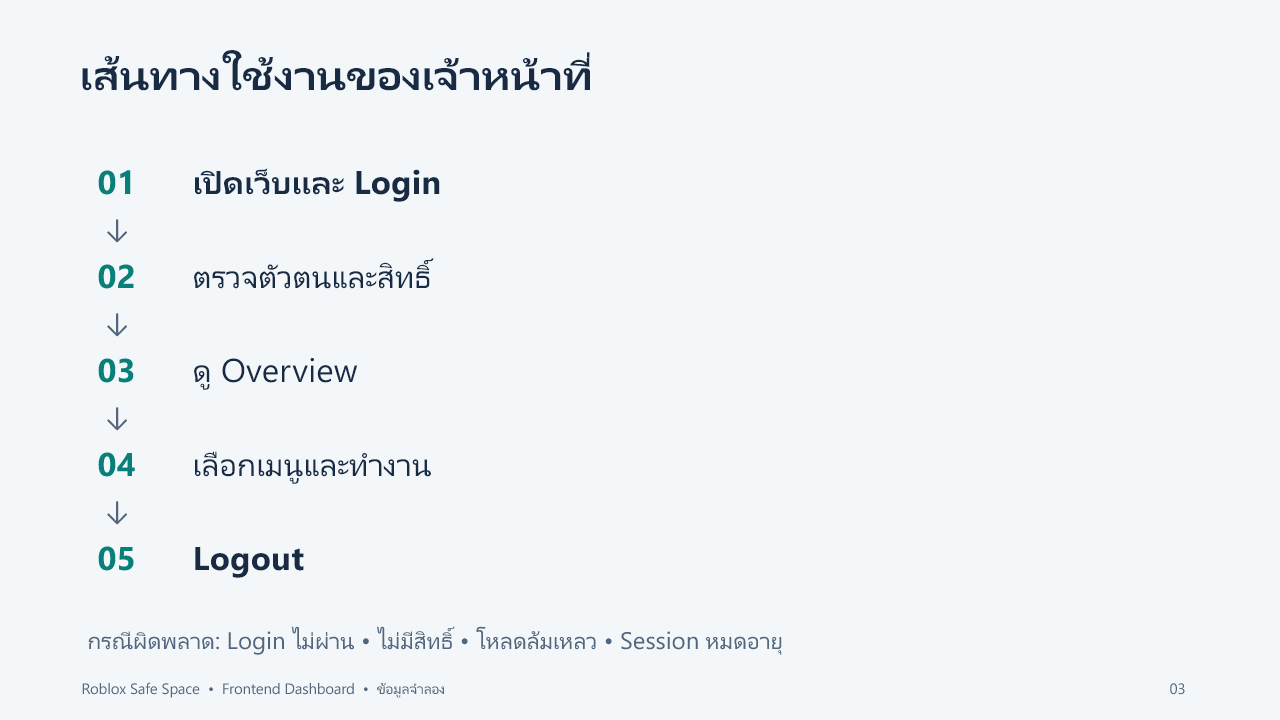 เส้นทางใช้งานของเจ้าหน้าที่
01 เปิดเว็บและ Login
↓
02 ตรวจตัวตนและสิทธิ์
↓
03 ดู Overview
↓
04 เลือกเมนูและทำงาน
↓
05 Logout
กรณีผิดพลาด: Login ไม่ผ่าน • ไม่มีสิทธิ์ • โหลดล้มเหลว • Session หมดอายุ
Roblox Safe Space • Frontend Dashboard • ข้อมูลจำลอง 03